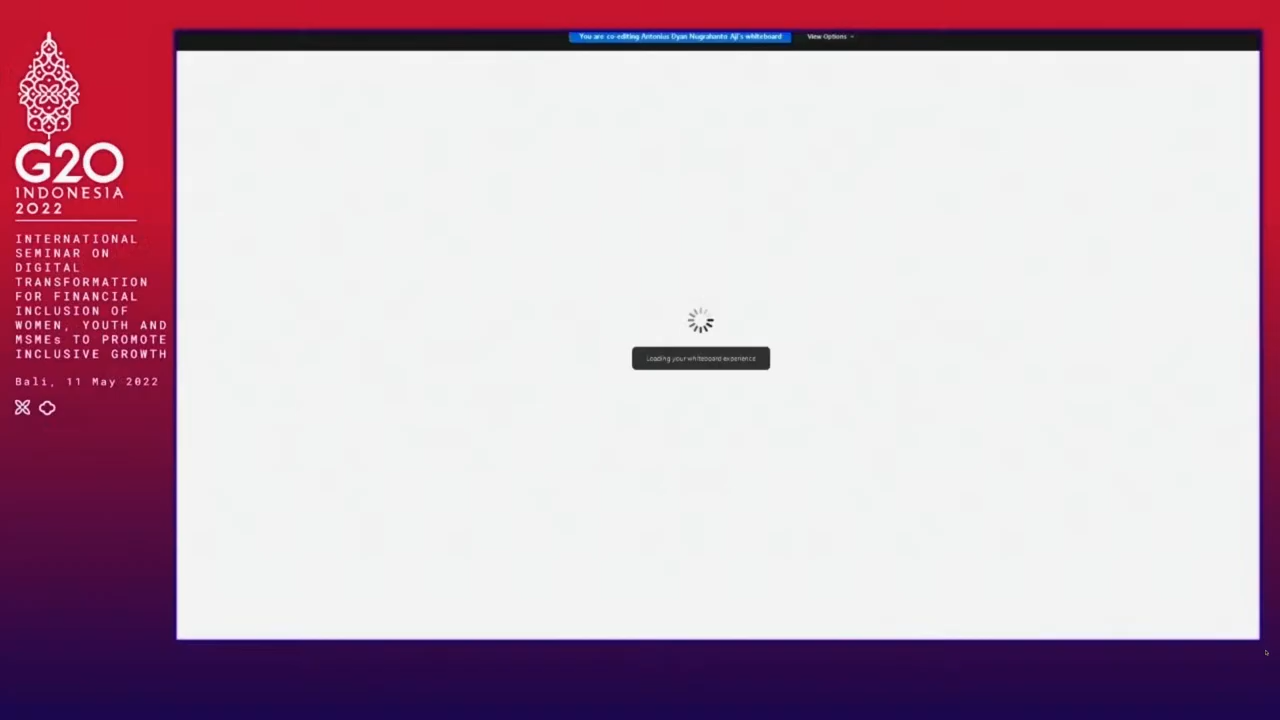 You are co-editing Antonius Dyan Nugrahanto Aji's whiteboard
View Options
G20
INDONESIA
2022
INTERNATIONAL
SEMINAR ON
DIGITAL
TRANSFORMATION
FOR FINANCIAL
INCLUSION OF
WOMEN, YOUTH AND
MSMEs TO PROMOTE
INCLUSIVE GROWTH
Bali, 11 May 2022
Loading your whiteboard experience